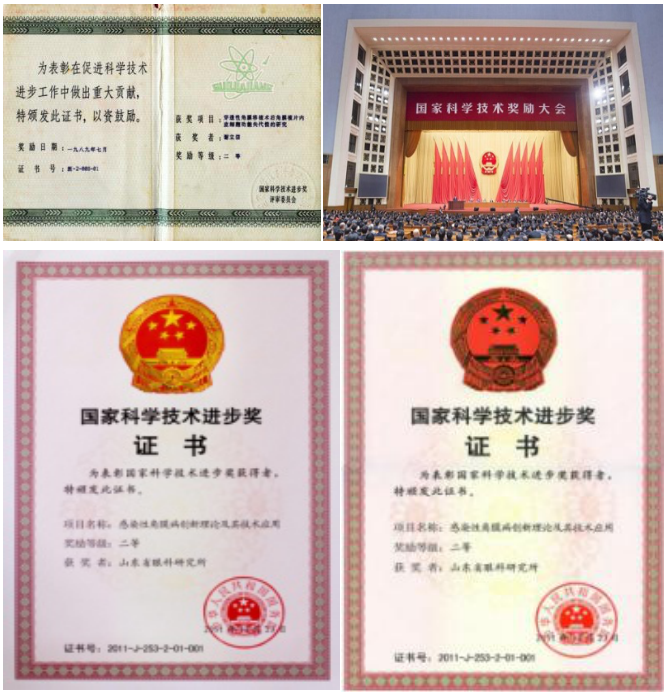 为表彰在促进科学技术
进步工作中做出重大贡献，
特颁发此证书，以资鼓励。
奖励日期：一九八九年七月
证书号：
获奖项目：
获奖者：
奖励等级：二等
国家科学技术进步奖
评审委员会
国家科学技术奖励大会
国家科学技术进步奖
证书
为表彰国家科学技术进步奖获得者，
特颁发此证书。
项目名称：感染性角膜病创新理论及其技术应用
奖励等级：二等
获奖者：山东省眼科研究所
证书号：2011-J-253-2-01-001
国家科学技术进步奖
证书
为表彰国家科学技术进步奖获得者，
特颁发此证书。
项目名称：感染性角膜病创新理论及其技术应用
奖励等级：二等
获奖者：山东省眼科研究所
证书号：2011-J-253-2-01-001